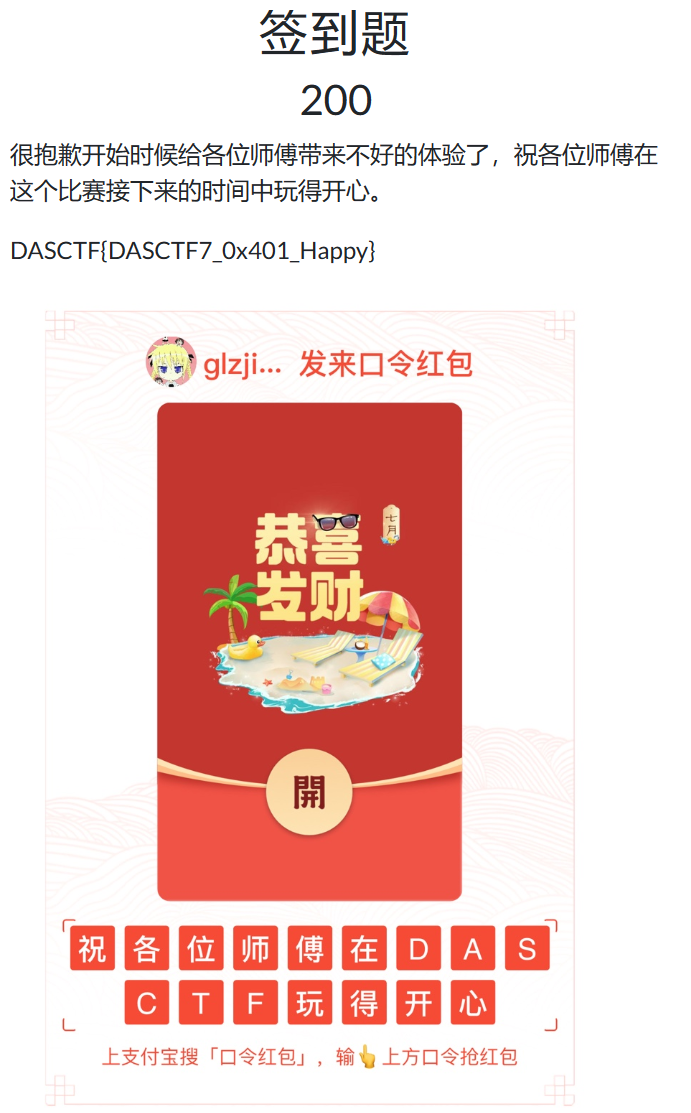 签到题
200
很抱歉开始时候给各位师傅带来不好的体验了，祝各位师傅在
这个比赛接下来的时间中玩得开心。
DASCTF{DASCTF7_0x401_Happy}
glzji... 发来口令红包
恭喜
发财
七月
開
祝各位师傅在DAS
CTF玩得开心
上支付宝搜「口令红包」，输👆上方口令抢红包